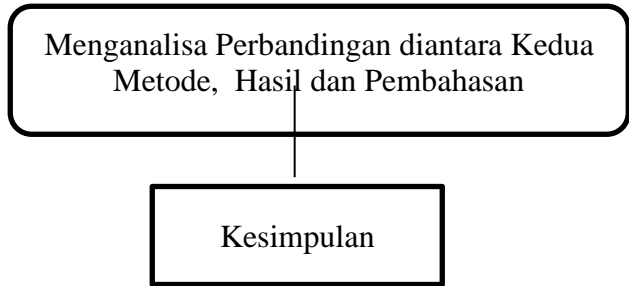 Menganalisa Perbandingan diantara Kedua
Metode, Hasil dan Pembahasan
Kesimpulan